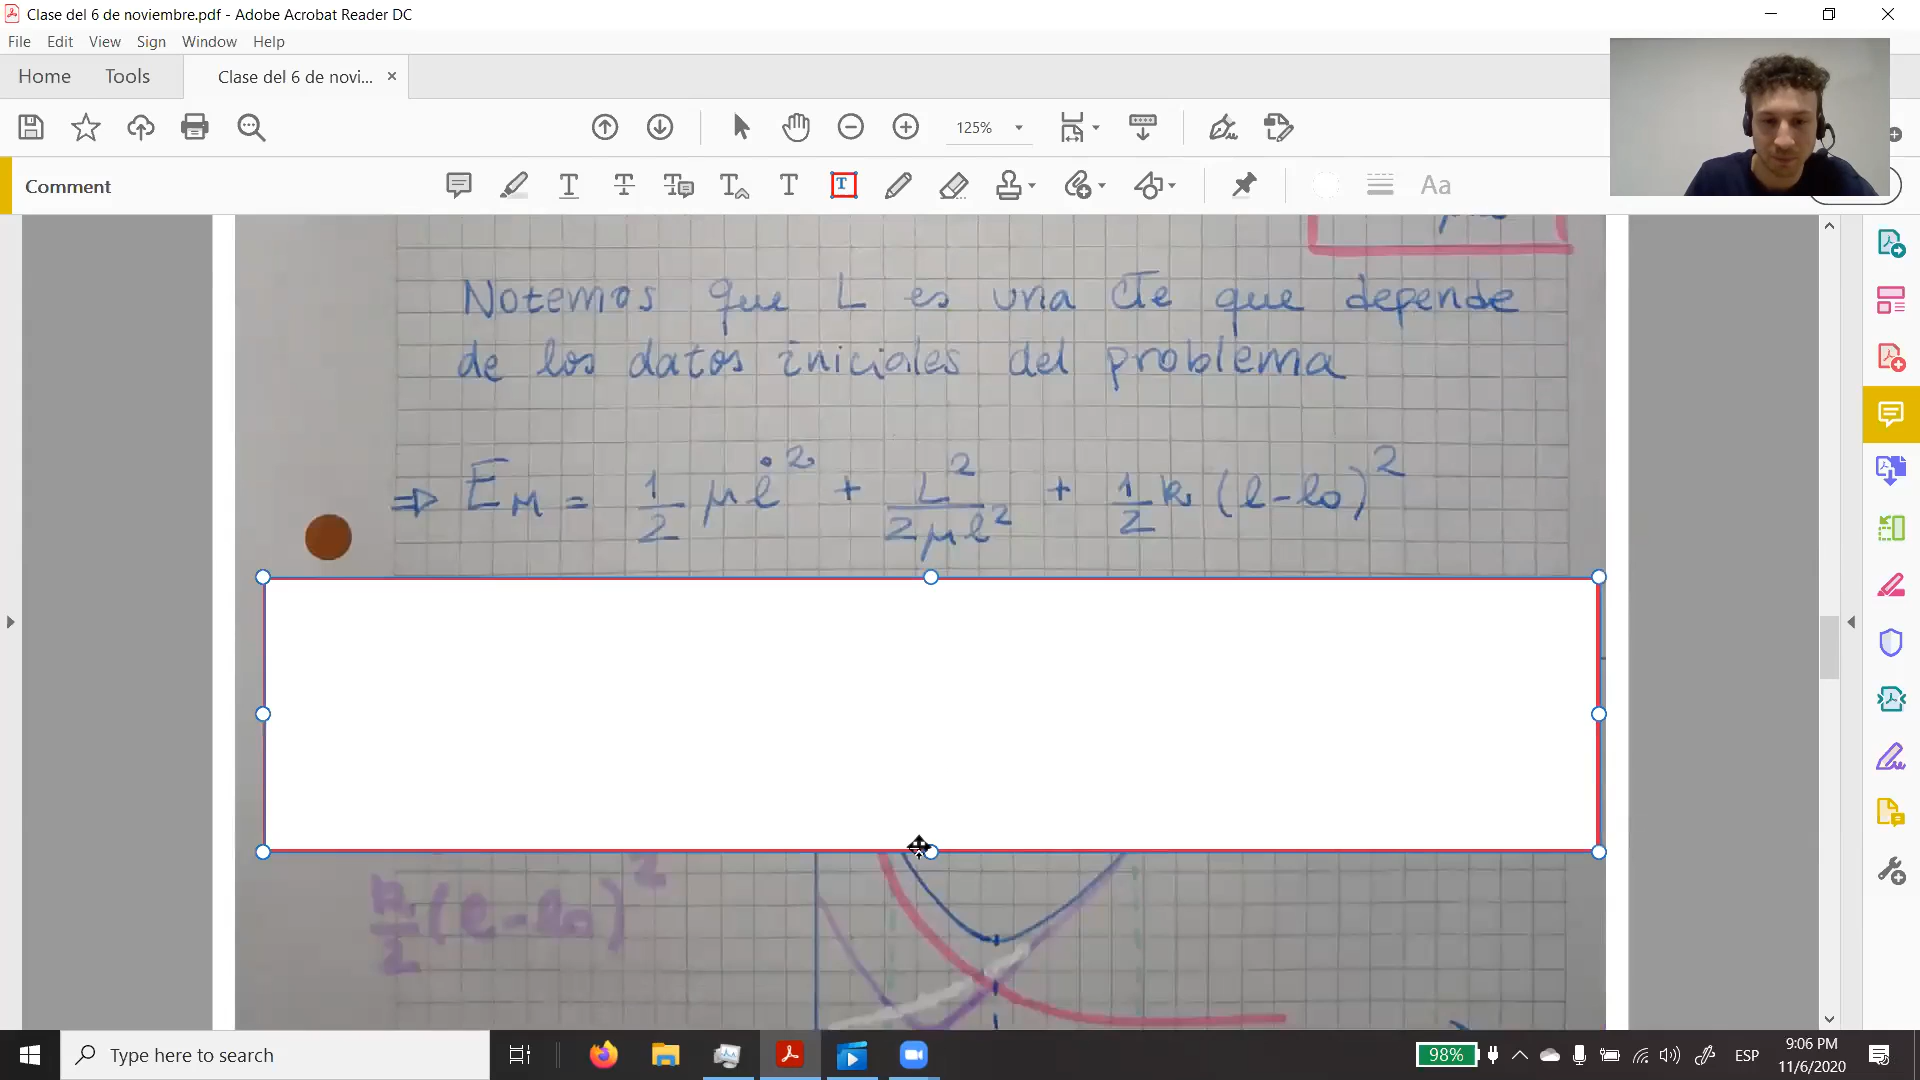 Clase del 6 de noviembre.pdf - Adobe Acrobat Reader DC
File Edit View Sign Window Help
Home Tools Clase del 6 de novi... ×
125%
Comment
T T T T T Aa
Notemos que L es una cte que depende
de los datos iniciales del problema
⇒ E_M = 1/2 μ l̇² + L²/(2μl²) + 1/2 k (l-lo)²
k/2 (l-lo)²
Type here to search
98% ESP 9:06 PM
11/6/2020